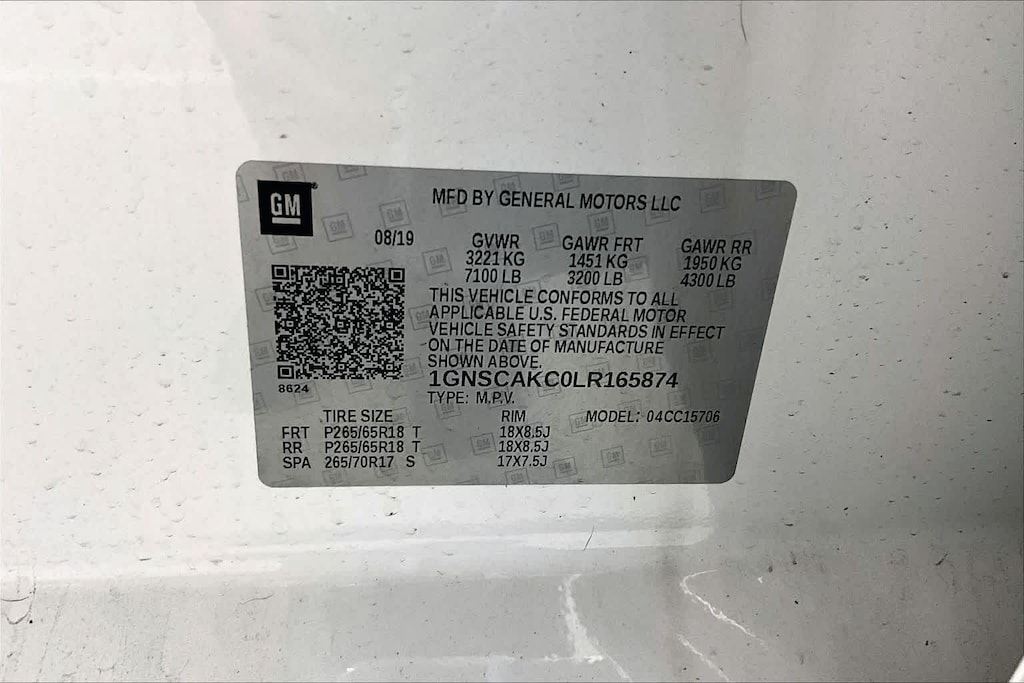 GM
MFD BY GENERAL MOTORS LLC
08/19
GVWR GAWR FRT GAWR RR
3221 KG 1451 KG 1950 KG
7100 LB 3200 LB 4300 LB
THIS VEHICLE CONFORMS TO ALL
APPLICABLE U.S. FEDERAL MOTOR
VEHICLE SAFETY STANDARDS IN EFFECT
ON THE DATE OF MANUFACTURE
SHOWN ABOVE.
1GNSCAKC0LR165874
8624
TYPE: M.P.V.
TIRE SIZE RIM MODEL: 04CC15706
FRT P265/65R18 T 18X8.5J
RR P265/65R18 T 18X8.5J
SPA 265/70R17 S 17X7.5J